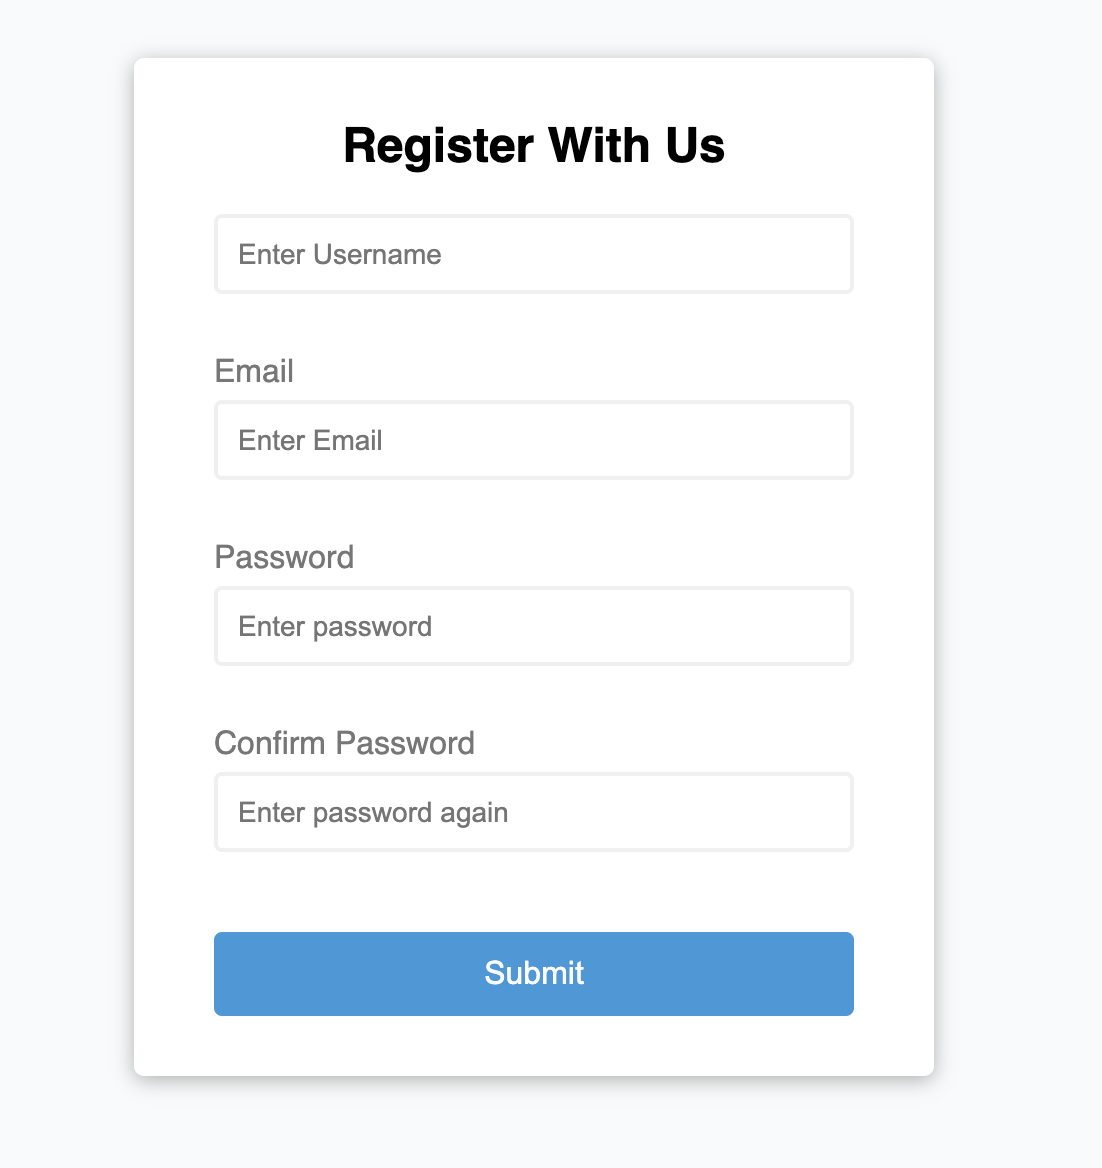 Register With Us
Enter Username
Email
Enter Email
Password
Enter password
Confirm Password
Enter password again
Submit